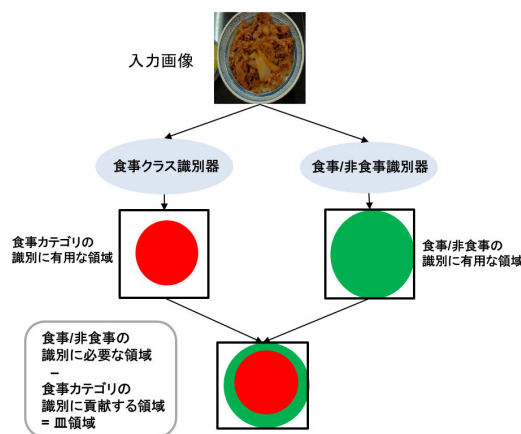 入力画像
食事クラス識別器
食事/非食事識別器
食事カテゴリの
識別に有用な領域
食事/非食事の
識別に有用な領域
食事/非食事の
識別に必要な領域
−
食事カテゴリの
識別に貢献する領域
= 皿領域